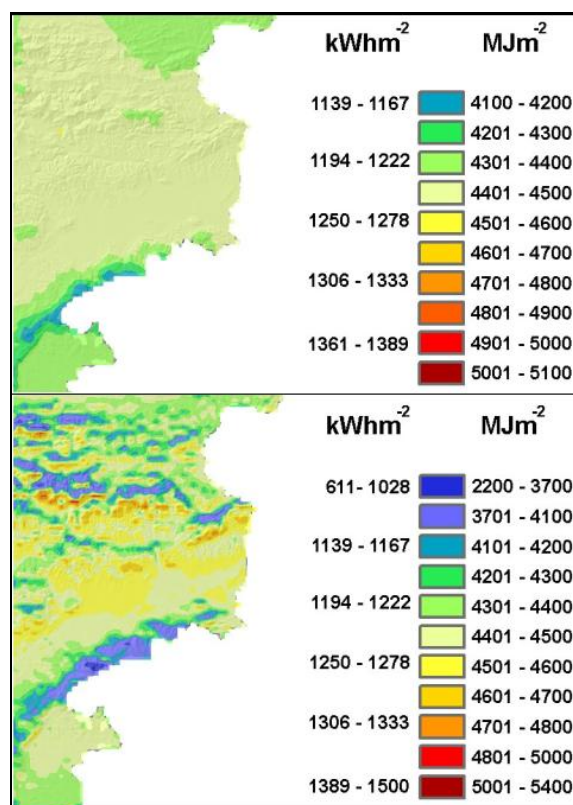 kWhm⁻² MJm⁻²
1139 - 1167 4100 - 4200
4201 - 4300
1194 - 1222 4301 - 4400
4401 - 4500
1250 - 1278 4501 - 4600
4601 - 4700
1306 - 1333 4701 - 4800
4801 - 4900
1361 - 1389 4901 - 5000
5001 - 5100
kWhm⁻² MJm⁻²
611- 1028 2200 - 3700
3701 - 4100
1139 - 1167 4101 - 4200
4201 - 4300
1194 - 1222 4301 - 4400
4401 - 4500
1250 - 1278 4501 - 4600
4601 - 4700
1306 - 1333 4701 - 4800
4801 - 5000
1389 - 1500 5001 - 5400